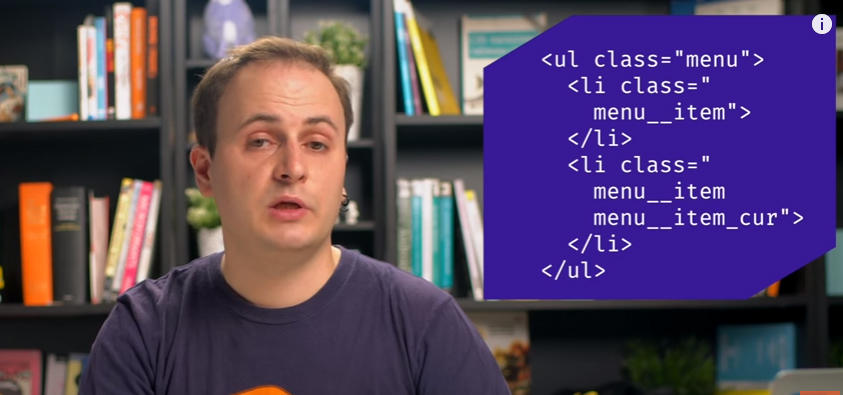 <ul class="menu">
<li class="
menu__item">
</li>
<li class="
menu__item
menu__item_cur">
</li>
</ul>